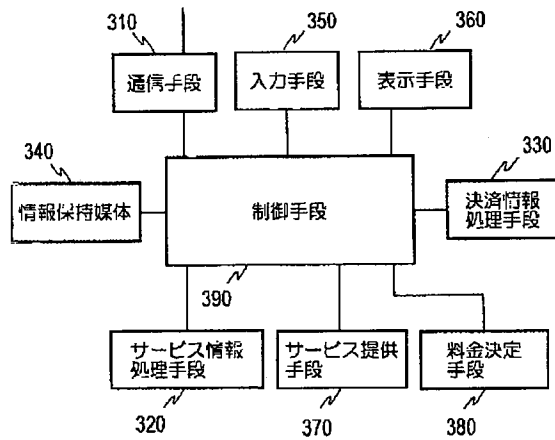 310
350
360
通信手段
入力手段
表示手段
340
330
情報保持媒体
制御手段
決済情報
処理手段
390
サービス情報
処理手段
サービス提供
手段
料金決定
手段
320
370
380